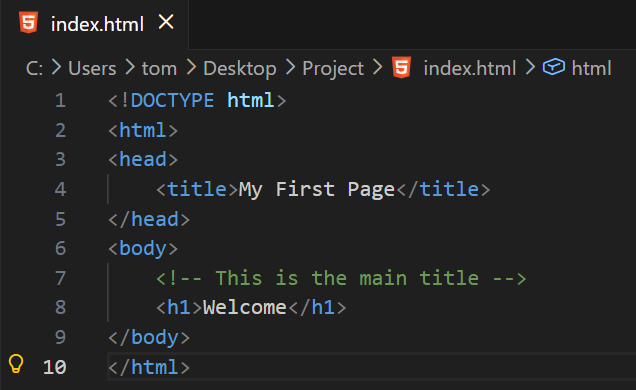 index.html ×
C: > Users > tom > Desktop > Project > index.html > html
1 <!DOCTYPE html>
2 <html>
3 <head>
4     <title>My First Page</title>
5 </head>
6 <body>
7     <!-- This is the main title -->
8     <h1>Welcome</h1>
9 </body>
10 </html>